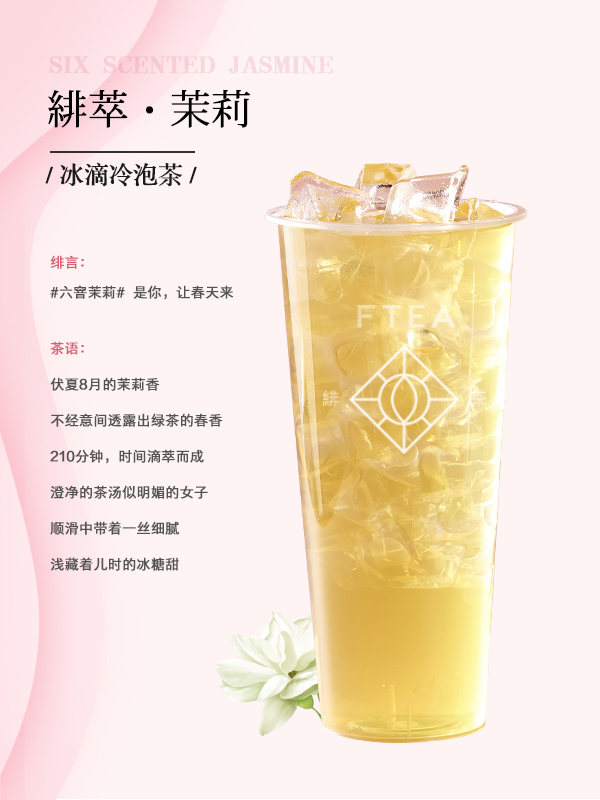 SIX SCENTED JASMINE
緋萃·茉莉
/ 冰滴冷泡茶 /
绯言：
#六窨茉莉# 是你，让春天来
茶语：
伏夏8月的茉莉香
不经意间透露出绿茶的春香
210分钟，时间滴萃而成
澄净的茶汤似明媚的女子
顺滑中带着一丝细腻
浅藏着儿时的冰糖甜
FTEA
緋